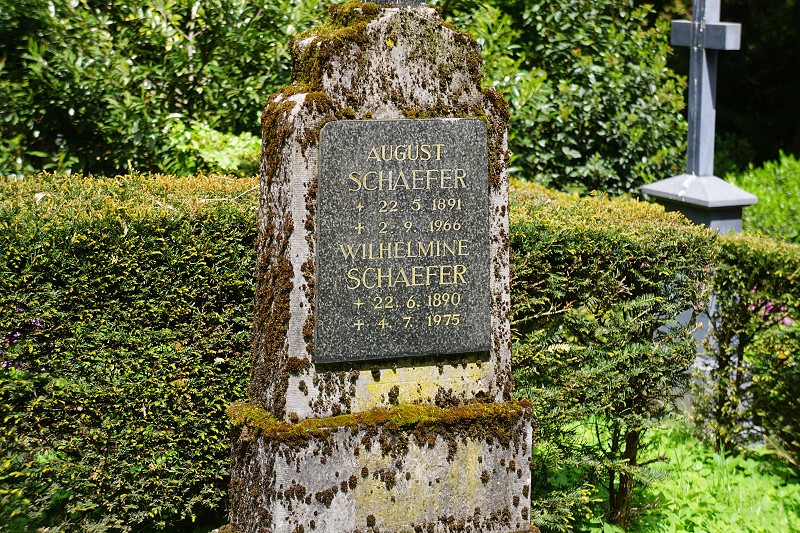 AUGUST
SCHAEFER
+ 22. 5. 1891
+ 2. 9. 1966
WILHELMINE
SCHAEFER
+ 22. 6. 1890
+ 4. 7. 1975